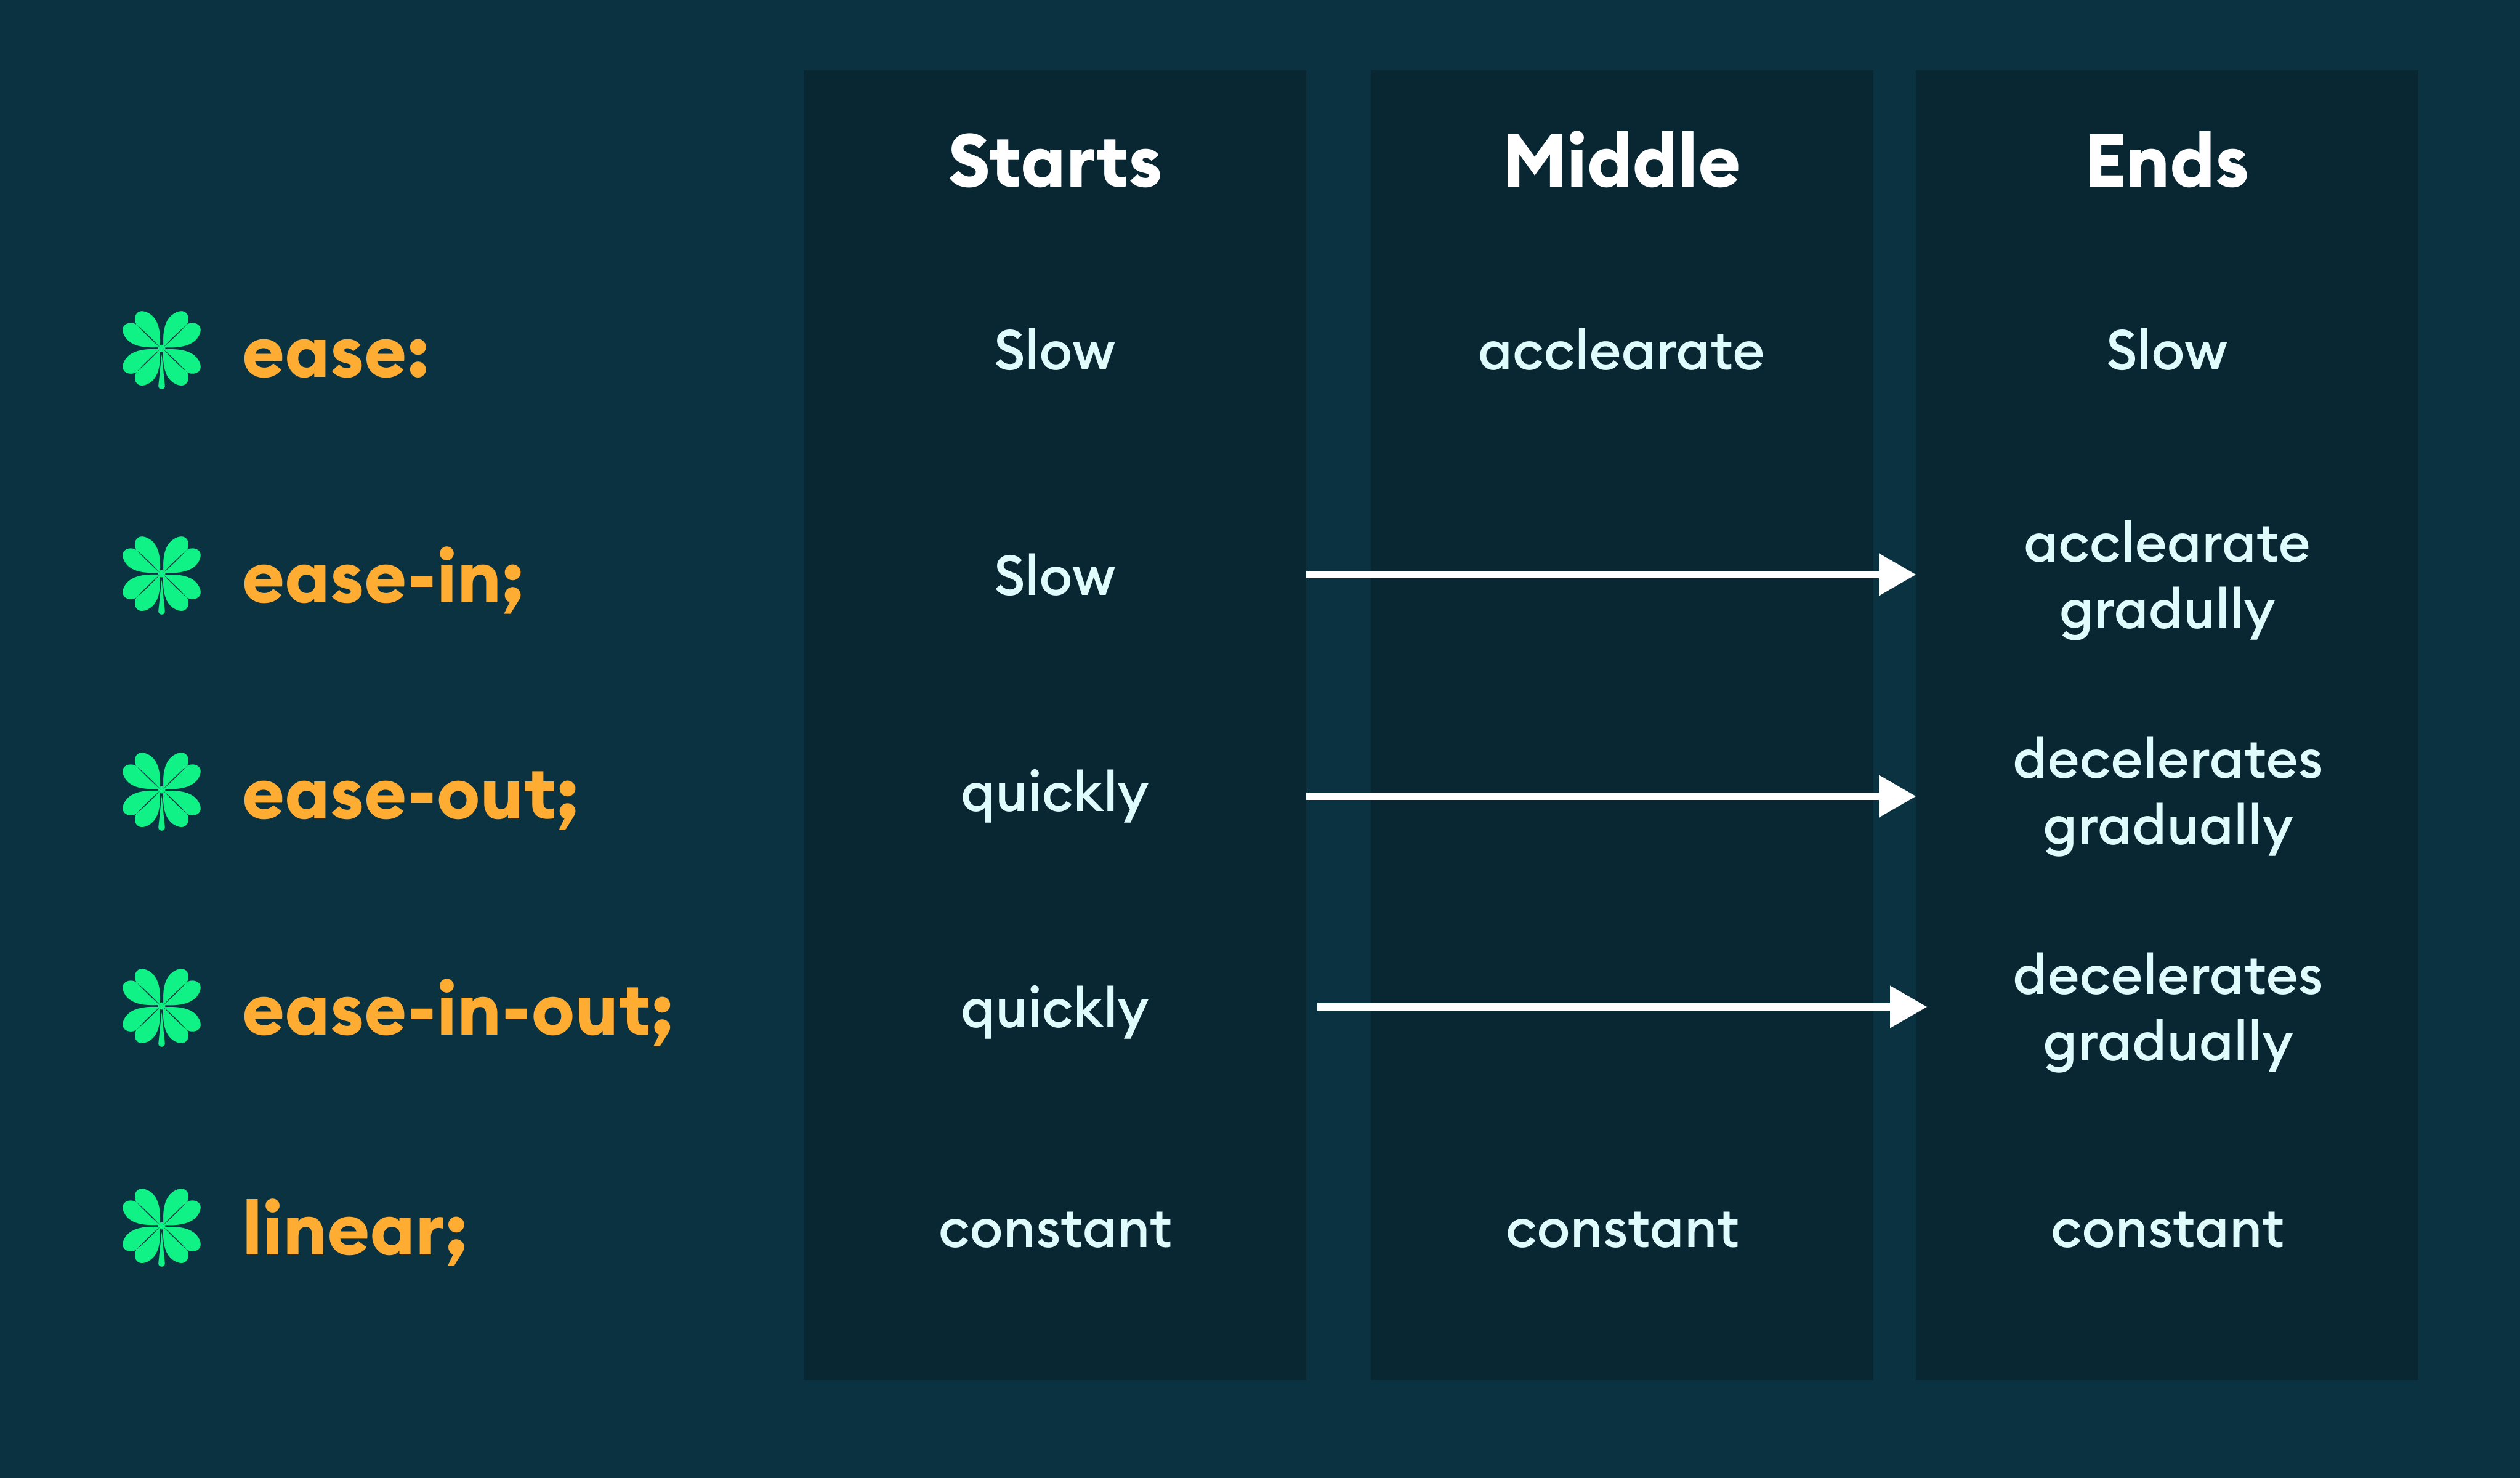 Starts Middle Ends
ease: Slow acclearate Slow
ease-in; Slow acclearate
gradully
ease-out; quickly decelerates
gradually
ease-in-out; quickly decelerates
gradually
linear; constant constant constant